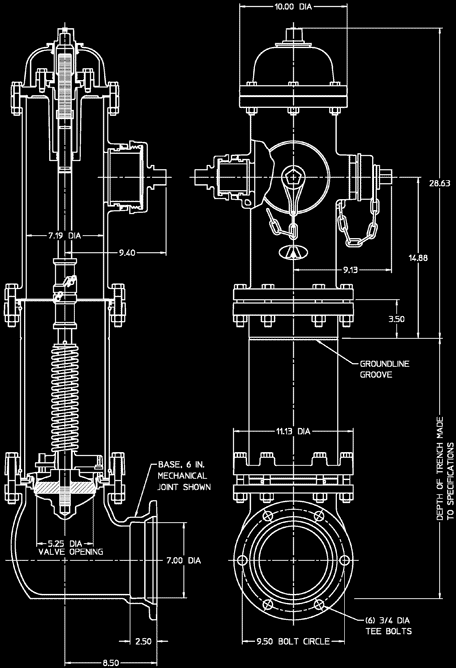 10.00 DIA
28.63
7.19 DIA
9.40
14.88
9.13
3.50
GROUNDLINE
GROOVE
11.13 DIA
DEPTH OF TRENCH MADE
TO SPECIFICATIONS
BASE, 6 IN.
MECHANICAL
JOINT SHOWN
5.25 DIA
VALVE OPENING
7.00 DIA
2.50
8.50
9.50 BOLT CIRCLE
(6) 3/4 DIA
TEE BOLTS